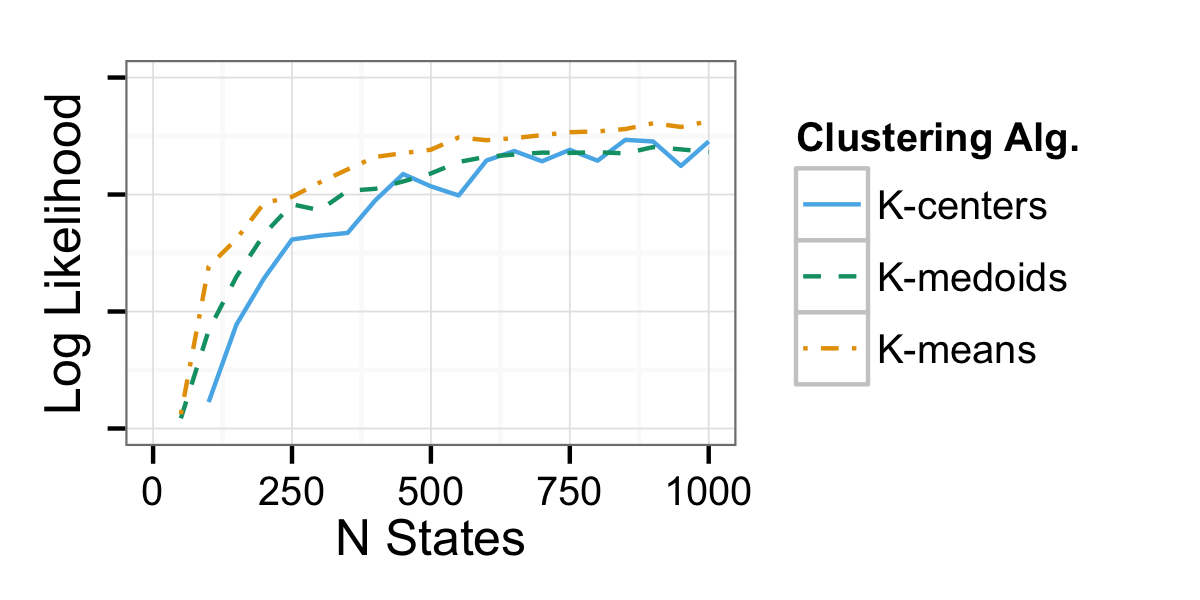 Log Likelihood
0 250 500 750 1000
N States
Clustering Alg.
K-centers
K-medoids
K-means